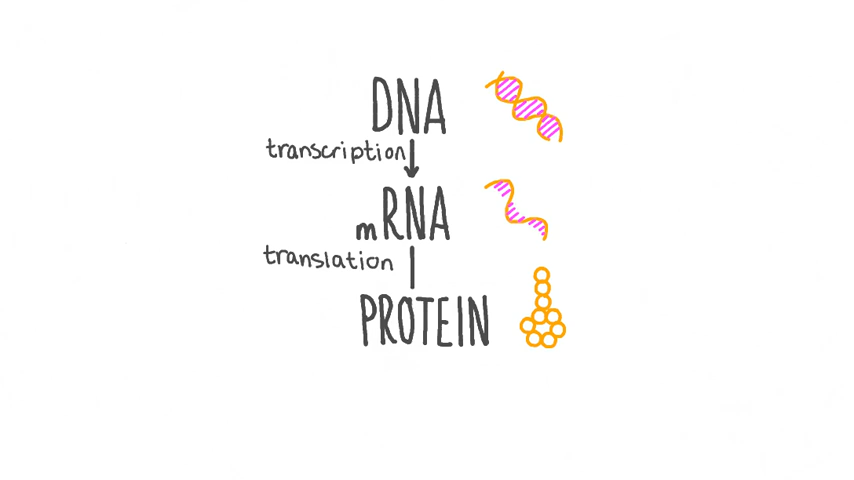 DNA
transcription
mRNA
translation
PROTEIN